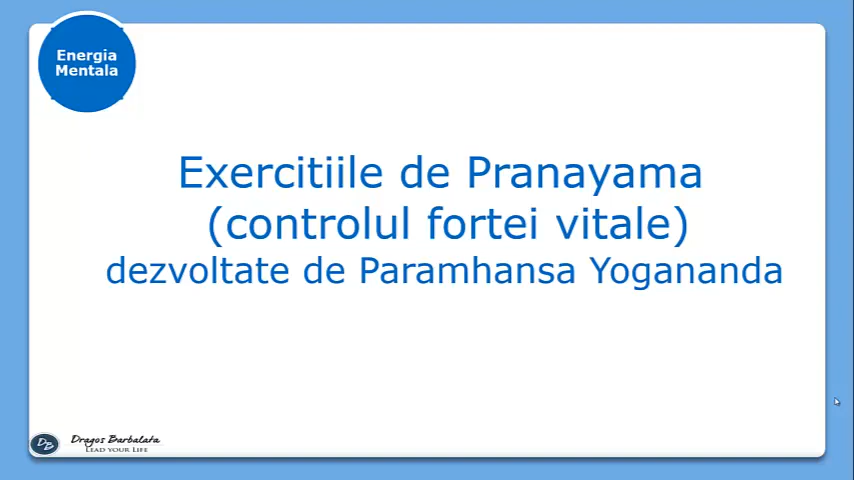 Energia
Mentala
Exercitiile de Pranayama
(controlul fortei vitale)
dezvoltate de Paramhansa Yogananda
DB
Dragos Barbalata
LEAD YOUR LIFE